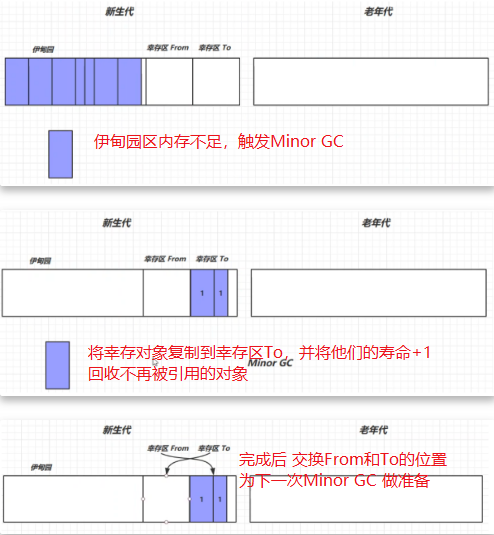 新生代 老年代
伊甸园 幸存区 From 幸存区 To
伊甸园区内存不足，触发Minor GC
新生代 老年代
伊甸园 幸存区 From 幸存区 To
1 1
将幸存对象复制到幸存区To，并将他们的寿命+1
Minor GC
回收不再被引用的对象
新生代 老年代
幸存区 From 幸存区 To
完成后 交换From和To的位置
伊甸园
为下一次Minor GC 做准备
1 1